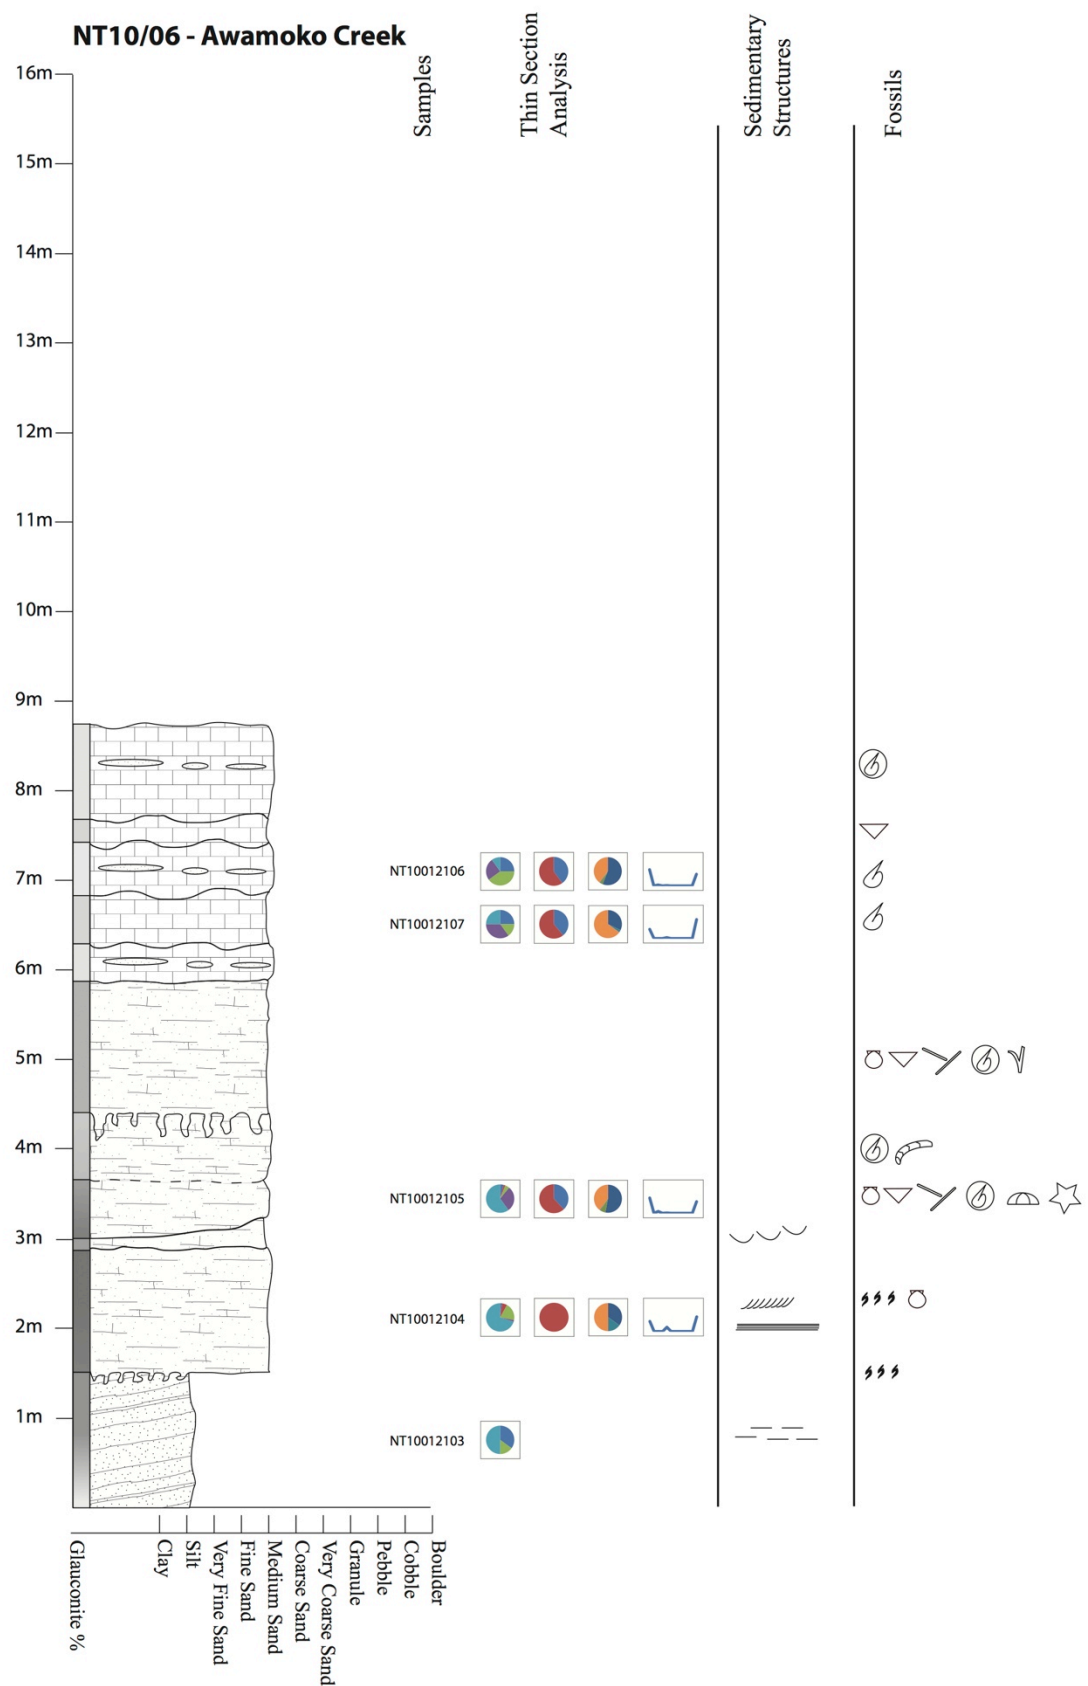 NT10/06 - Awamoko Creek
Samples
Thin Section
Analysis
Sedimentary
Structures
Fossils
16m
15m
14m
13m
12m
11m
10m
9m
8m
7m
6m
5m
4m
3m
2m
1m
NT10012106
NT10012107
NT10012105
NT10012104
NT10012103
Glauconite %
Clay
Silt
Very Fine Sand
Fine Sand
Medium Sand
Coarse Sand
Very Coarse Sand
Granule
Pebble
Cobble
Boulder